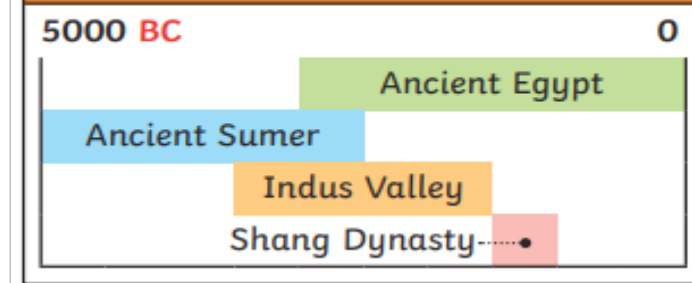 5000 BC 0
Ancient Egypt
Ancient Sumer
Indus Valley
Shang Dynasty